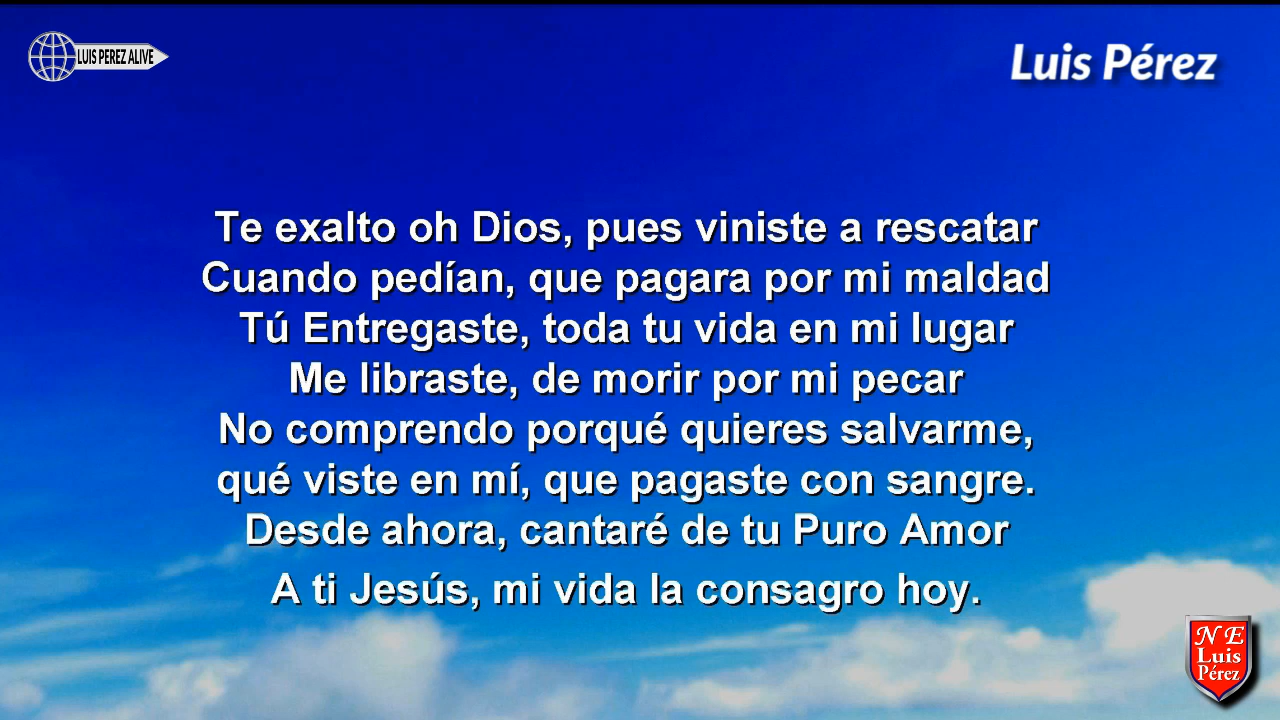 LUIS PEREZ ALIVE
Luis Pérez
Te exalto oh Dios, pues viniste a rescatar
Cuando pedían, que pagara por mi maldad
Tú Entregaste, toda tu vida en mi lugar
Me libraste, de morir por mi pecar
No comprendo porqué quieres salvarme,
qué viste en mí, que pagaste con sangre.
Desde ahora, cantaré de tu Puro Amor
A ti Jesús, mi vida la consagro hoy.
N E
Luis
Pérez